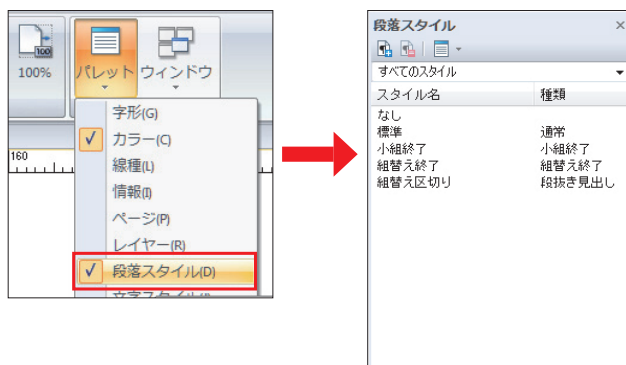 100
100%
パレット
ウィンドウ
160
字形(G)
カラー(C)
線種(L)
情報(I)
ページ(P)
レイヤー(R)
段落スタイル(D)
段落スタイル ×
すべてのスタイル
スタイル名 種類
なし
標準 通常
小組終了 小組終了
組替え終了 組替え終了
組替え区切り 段抜き見出し